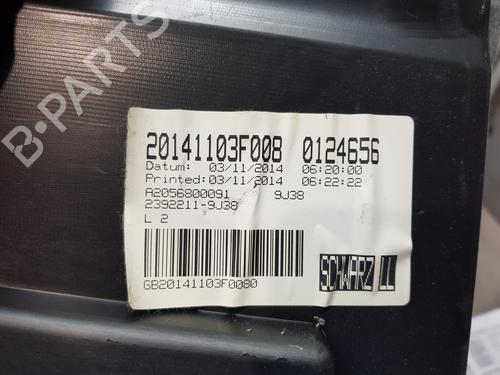 B-PARTS
20141103F008 0124656
Datum: 03/11/2014 06:20:00
Printed:03/11/2014 06:22:22
A2056800091 9J38
2392211-9J38
L 2
GB20141103F0080
SCHWARZ LL